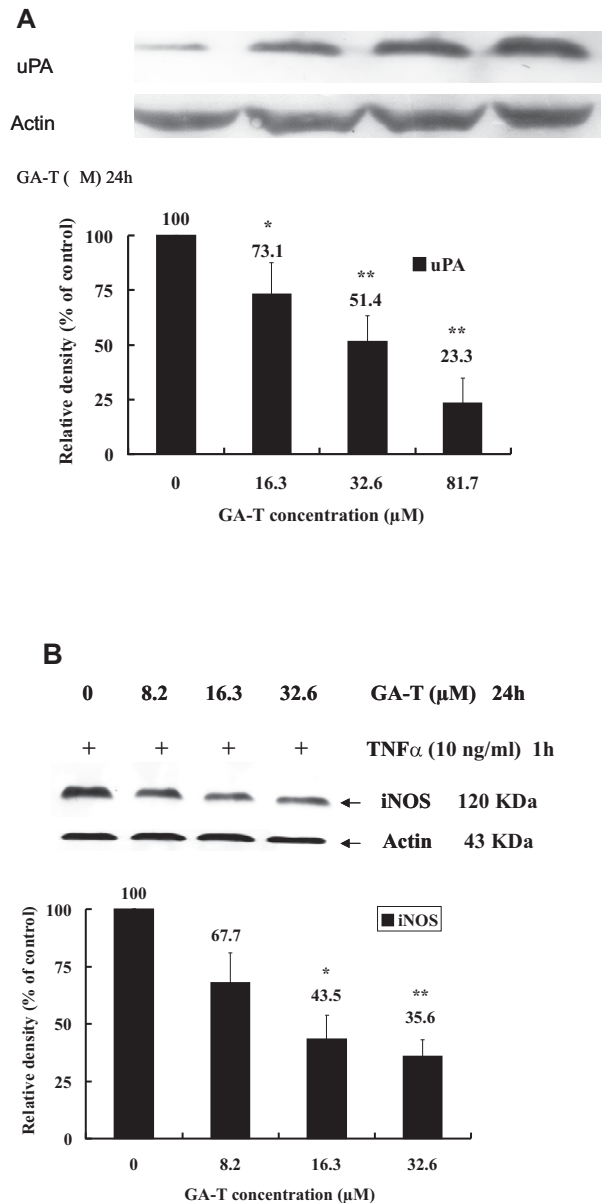 A
uPA
Actin
GA-T ( M) 24h
Relative density (% of control)
100
75
50
25
0
100
*
73.1
**
51.4
**
23.3
uPA
0 16.3 32.6 81.7
GA-T concentration (µM)
B
0 8.2 16.3 32.6 GA-T (µM) 24h
+ + + + TNFα (10 ng/ml) 1h
iNOS 120 KDa
Actin 43 KDa
Relative density (% of control)
100
75
50
25
0
100
67.7
*
43.5
**
35.6
iNOS
0 8.2 16.3 32.6
GA-T concentration (µM)